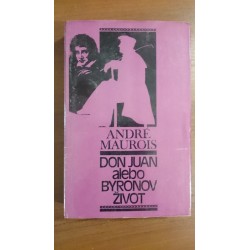 ANDRÉ
MAUROIS
DON JUAN
alebo
BYRONOV
ŽIVOT